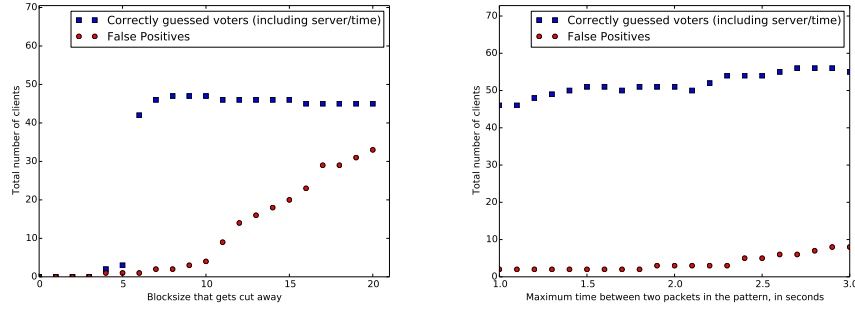 70
60
50
40
30
20
10
0
Total number of clients
Correctly guessed voters (including server/time)
False Positives
0 5 10 15 20
Blocksize that gets cut away
70
60
50
40
30
20
10
0
Total number of clients
Correctly guessed voters (including server/time)
False Positives
1.0 1.5 2.0 2.5 3.0
Maximum time between two packets in the pattern, in seconds